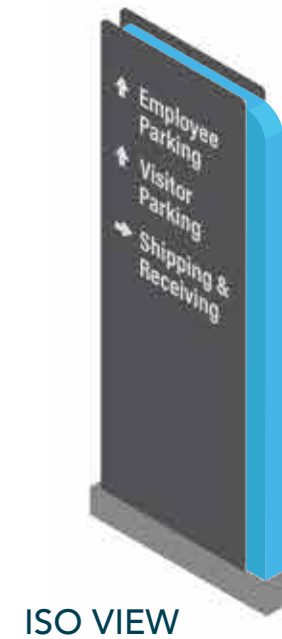 Employee
Parking
Visitor
Parking
Shipping &
Receiving
ISO VIEW